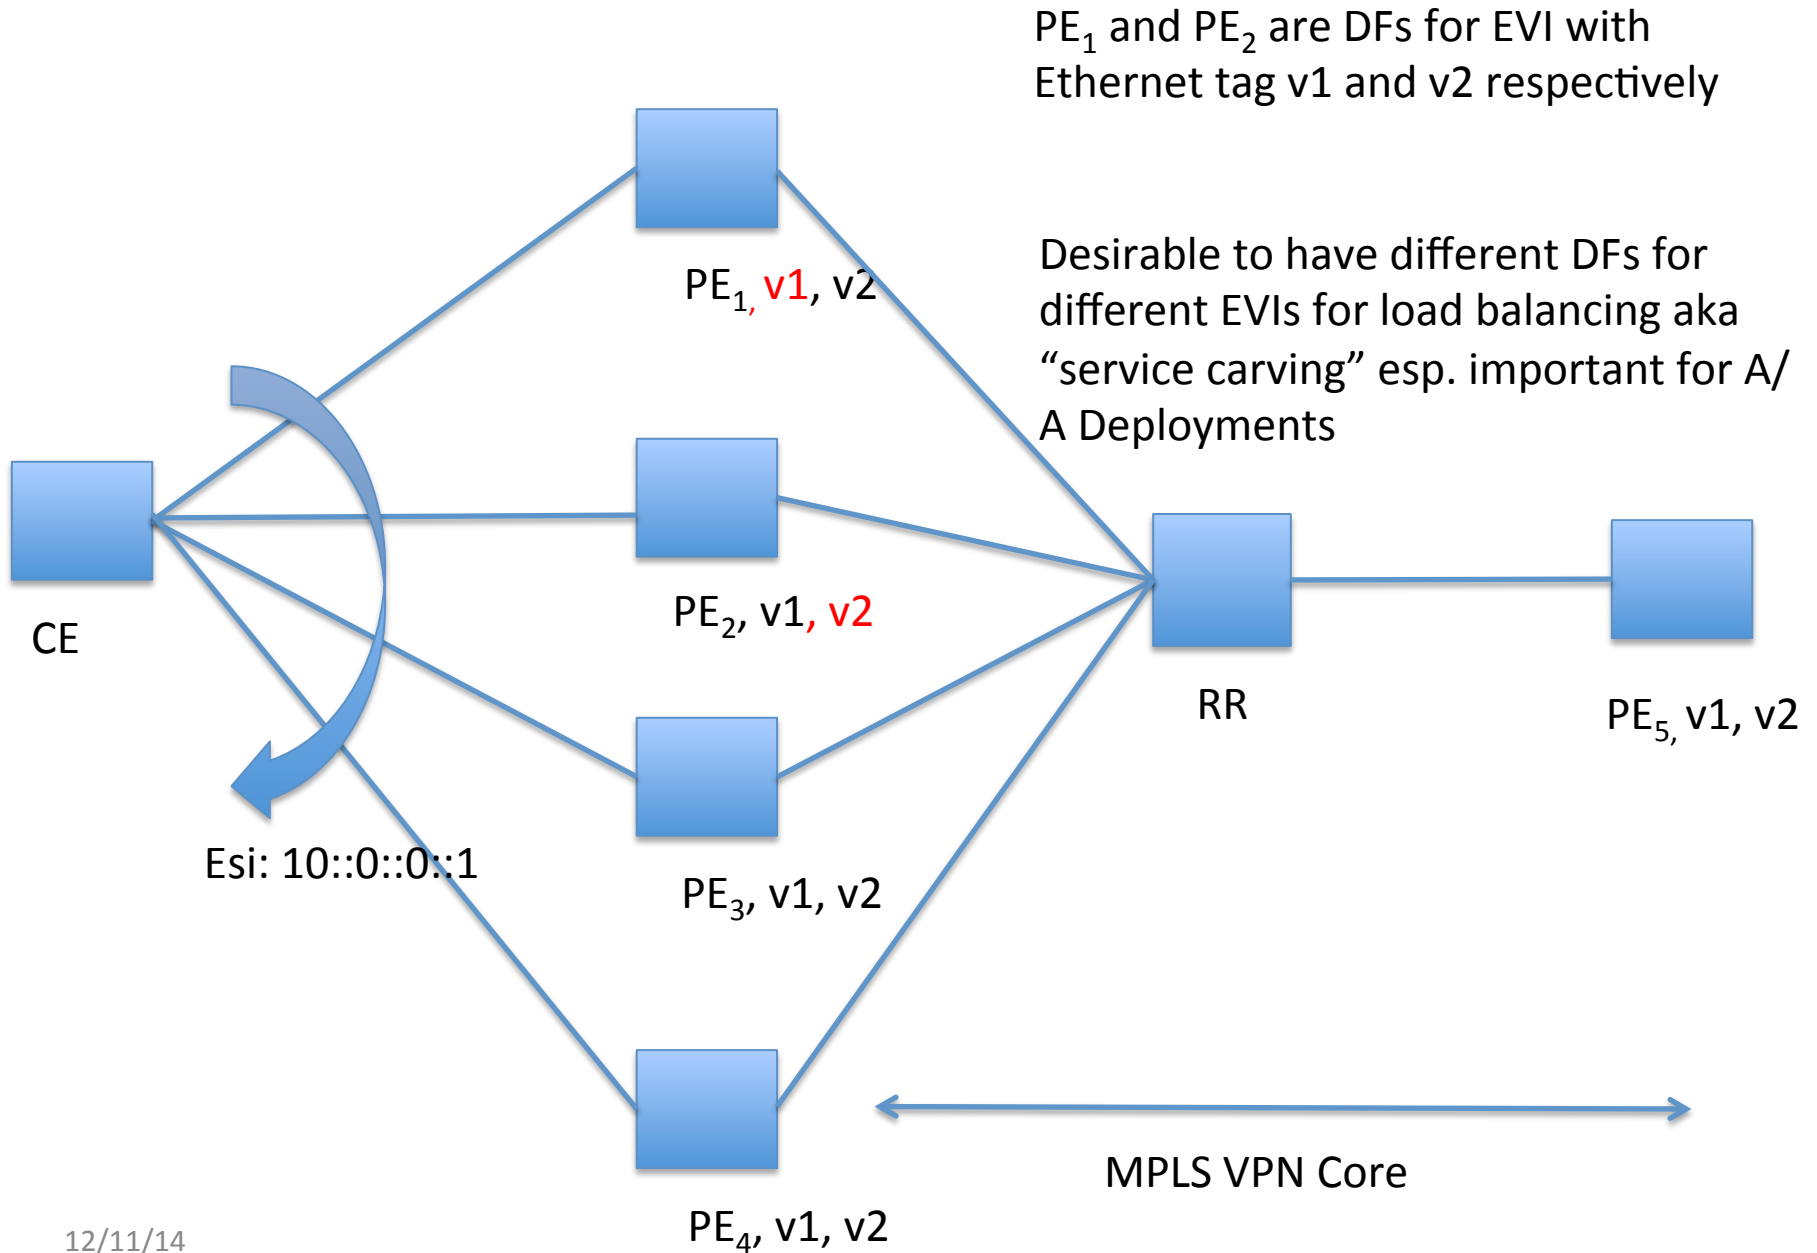 PE1 and PE2 are DFs for EVI with
Ethernet tag v1 and v2 respectively
PE1, v1, v2
Desirable to have different DFs for
different EVIs for load balancing aka
“service carving” esp. important for A/
A Deployments
CE
PE2, v1, v2
RR
PE5, v1, v2
Esi: 10::0::0::1
PE3, v1, v2
MPLS VPN Core
PE4, v1, v2
12/11/14